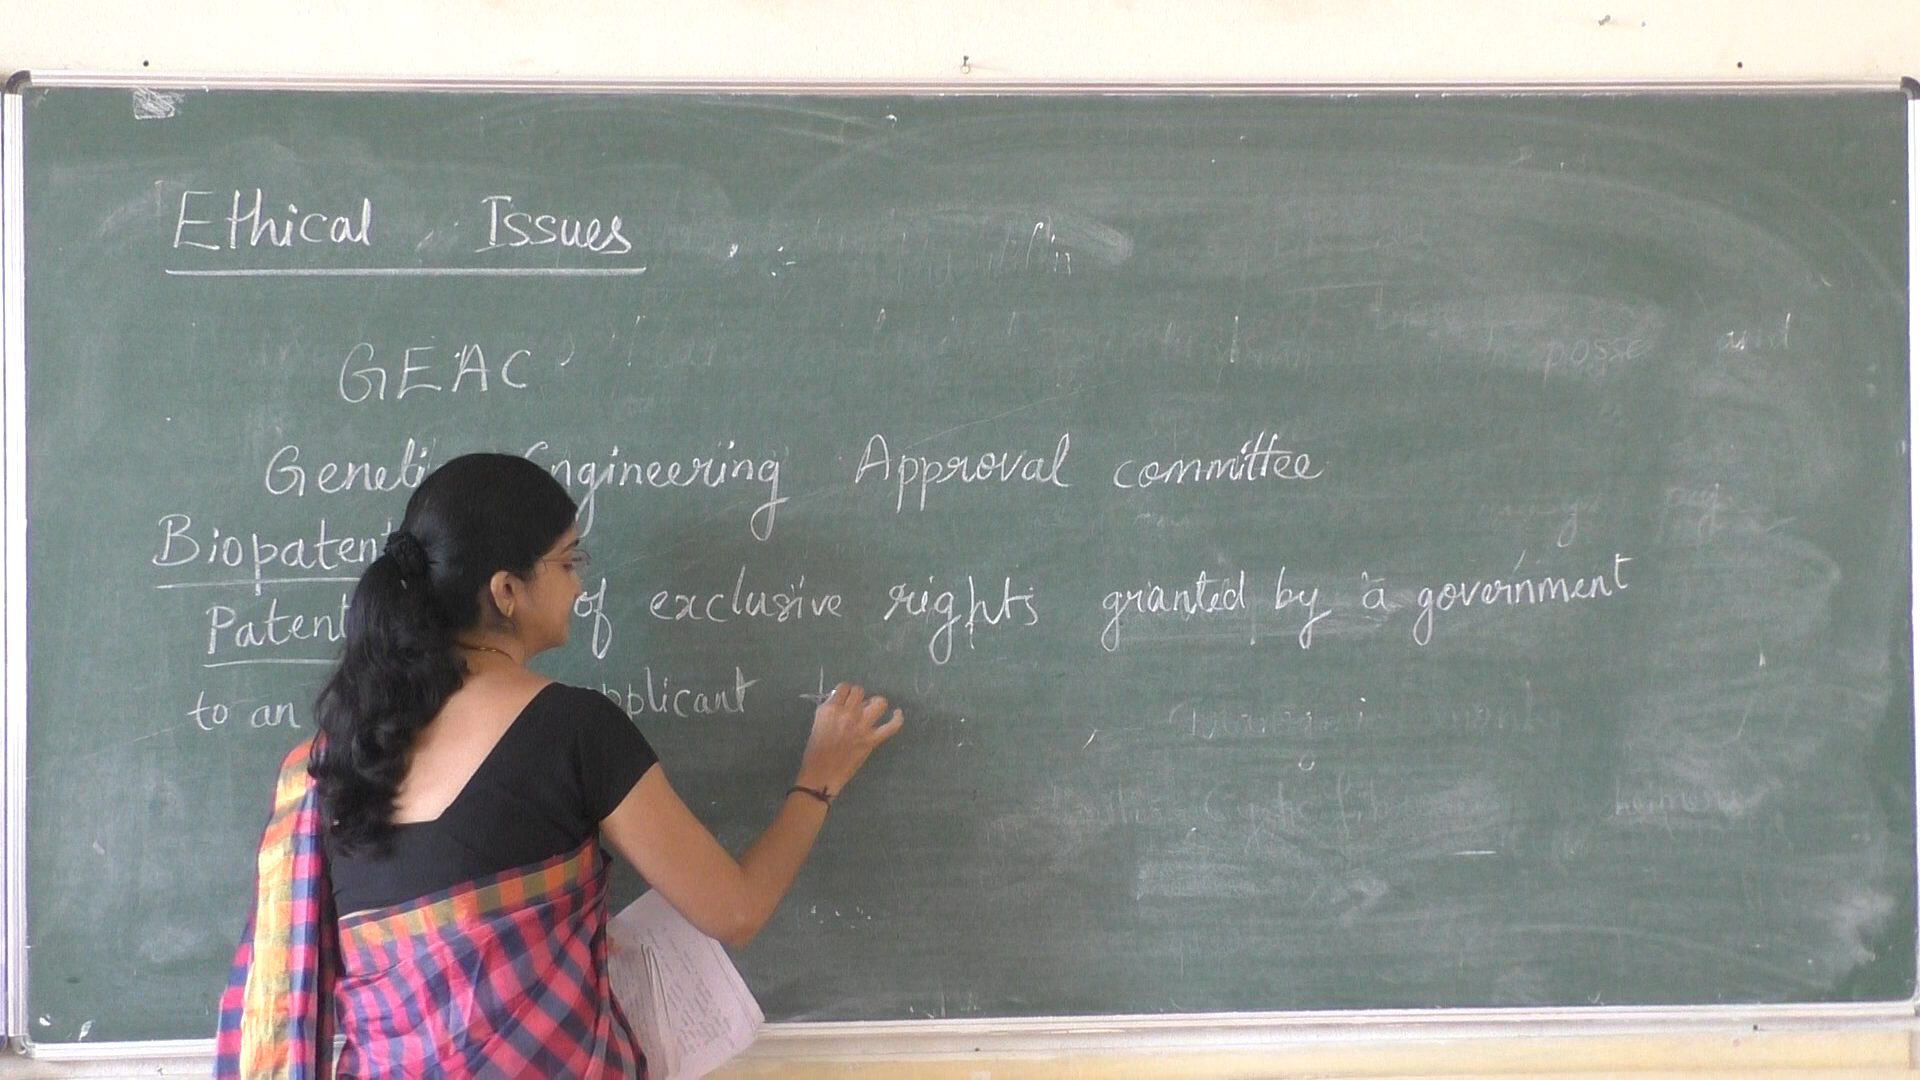 Ethical Issues
GEAC
Genetic Engineering Approval committee
Biopatent
Patent of exclusive rights granted by a government
to an applicant